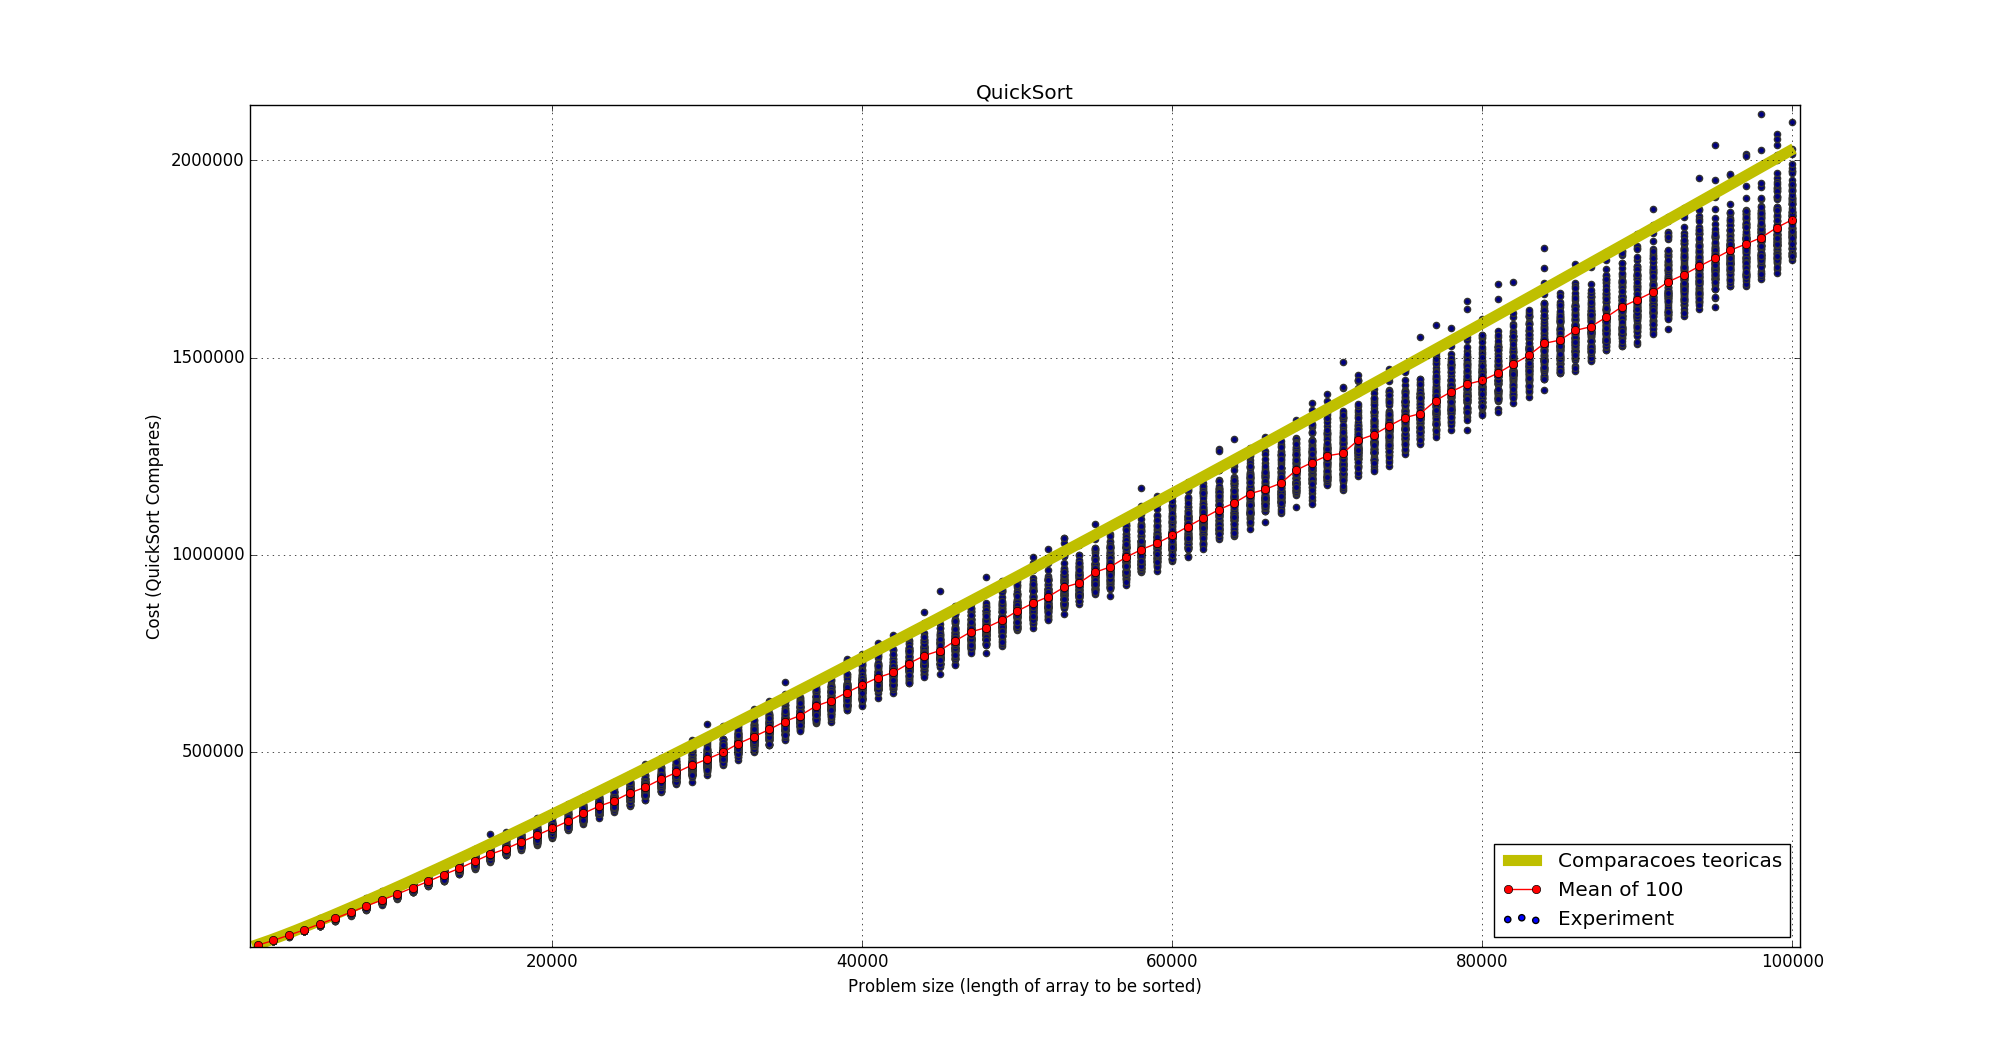 QuickSort
2000000
1500000
1000000
500000
Cost (QuickSort Compares)
20000
40000
60000
80000
100000
Problem size (length of array to be sorted)
Comparacoes teoricas
Mean of 100
Experiment